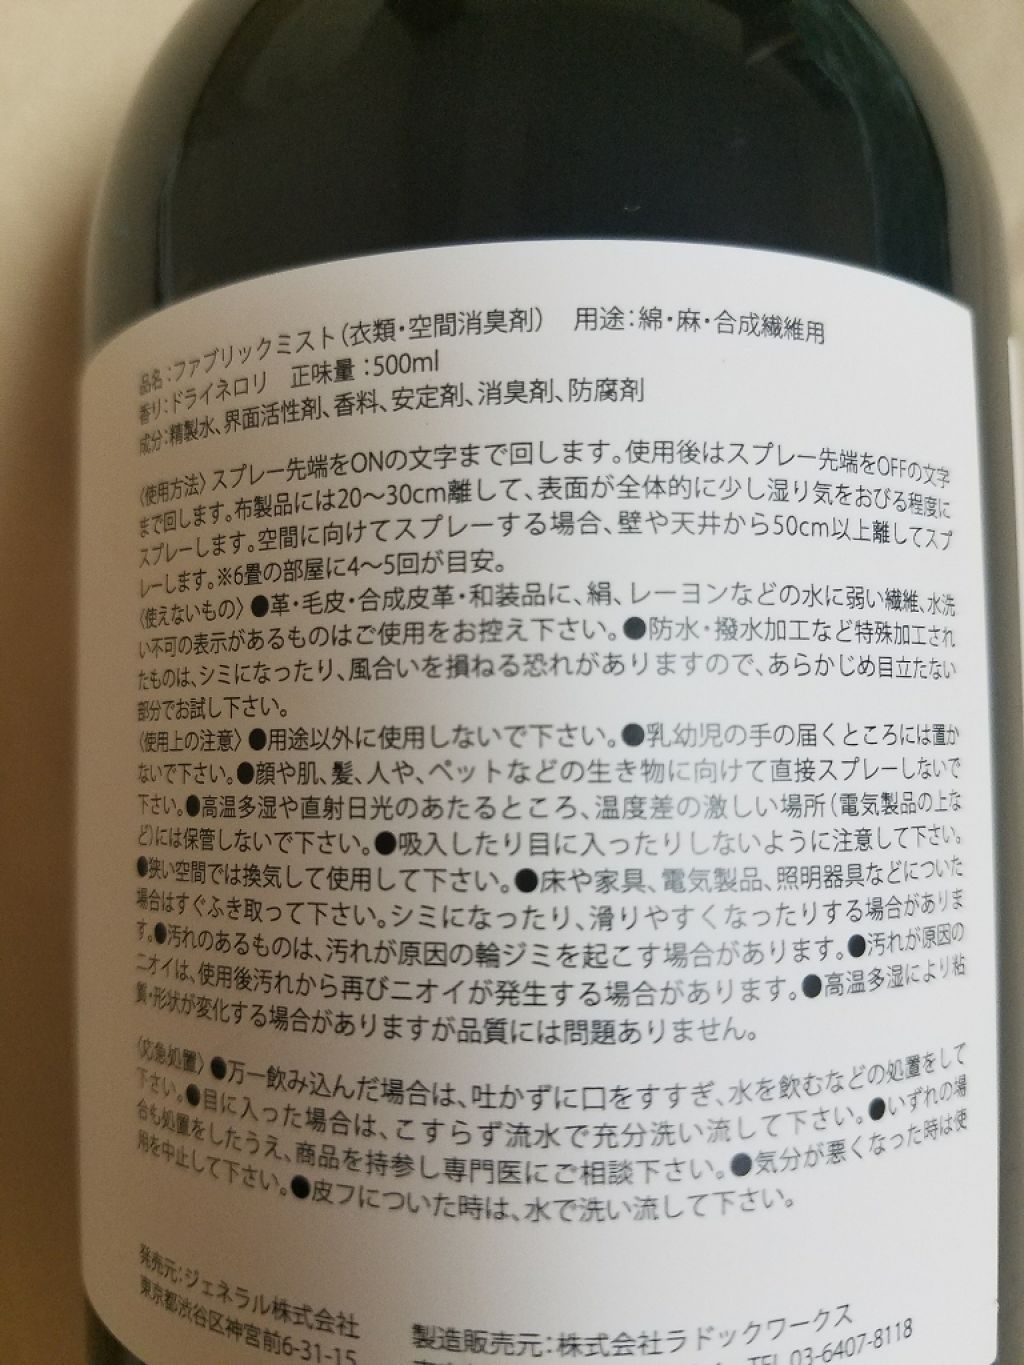 品名：ファブリックミスト（衣類・空間消臭剤）　用途：綿・麻・合成繊維用
香り：ドライネロリ　正味量：500ml
成分：精製水、界面活性剤、香料、安定剤、消臭剤、防腐剤
〈使用方法〉スプレー先端をONの文字まで回します。使用後はスプレー先端をOFFの文字
まで回します。布製品には20～30cm離して、表面が全体的に少し湿り気をおびる程度に
スプレーします。空間に向けてスプレーする場合、壁や天井から50cm以上離してスプ
レーします。※6畳の部屋に4～5回が目安。
〈使えないもの〉●革・毛皮・合成皮革・和装品に、絹、レーヨンなどの水に弱い繊維、水洗
い不可の表示があるものはご使用をお控え下さい。●防水・撥水加工など特殊加工され
たものは、シミになったり、風合いを損ねる恐れがありますので、あらかじめ目立たない
部分でお試し下さい。
〈使用上の注意〉●用途以外に使用しないで下さい。●乳幼児の手の届くところには置か
ないで下さい。●顔や肌、髪、人や、ペットなどの生き物に向けて直接スプレーしないで
下さい。●高温多湿や直射日光のあたるところ、温度差の激しい場所（電気製品の上な
ど）には保管しないで下さい。●吸入したり目に入ったりしないように注意して下さい。
●狭い空間では換気して使用して下さい。●床や家具、電気製品、照明器具などについた
場合はすぐふき取って下さい。シミになったり、滑りやすくなったりする場合がありま
す。●汚れのあるものは、汚れが原因の輪ジミを起こす場合があります。●汚れが原因の
ニオイは、使用後汚れから再びニオイが発生する場合があります。●高温多湿により粘
質・形状が変化する場合がありますが品質には問題ありません。
〈応急処置〉●万一飲み込んだ場合は、吐かずに口をすすぎ、水を飲むなどの処置をして
下さい。●目に入った場合は、こすらず流水で充分洗い流して下さい。●いずれの場
合も処置をしたうえ、商品を持参し専門医にご相談下さい。●気分が悪くなった時は使
用を中止して下さい。●皮フについた時は、水で洗い流して下さい。
発売元：ジェネラル株式会社
東京都渋谷区神宮前6-31-15
製造販売元：株式会社ラドックワークス
TEL 03-6407-8118